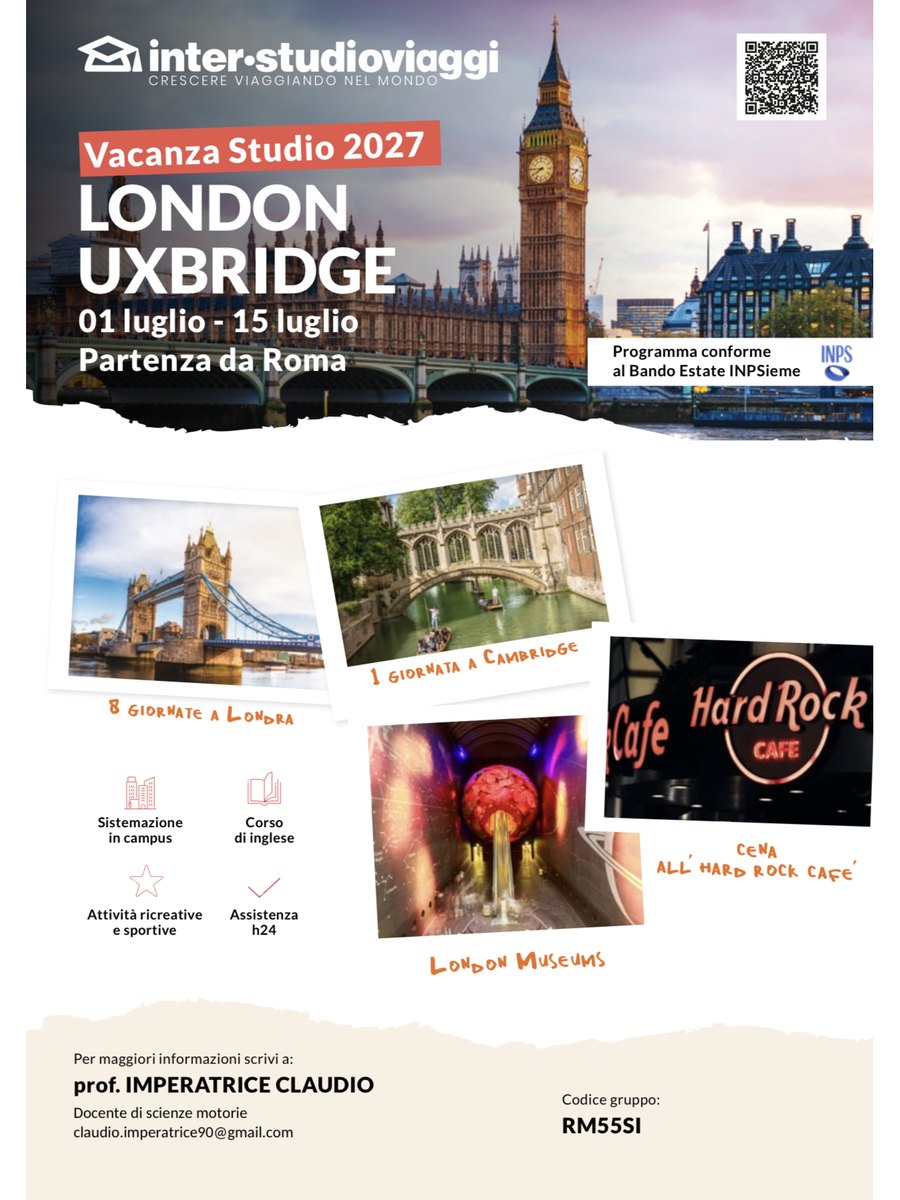 inter•studioviaggi
CRESCERE VIAGGIANDO NEL MONDO
Vacanza Studio 2027
LONDON
UXBRIDGE
01 luglio - 15 luglio
Partenza da Roma
Programma conforme
al Bando Estate INPSieme
INPS
8 GIORNATE A LONDRA
1 GIORNATA A CAMBRIDGE
Cafe
Hard Rock
CAFE
CENA
ALL' HARD ROCK CAFE'
LONDON MUSEUMS
Sistemazione
in campus
Corso
di inglese
Attività ricreative
e sportive
Assistenza
h24
Per maggiori informazioni scrivi a:
prof. IMPERATRICE CLAUDIO
Docente di scienze motorie
claudio.imperatrice90@gmail.com
Codice gruppo:
RM55SI